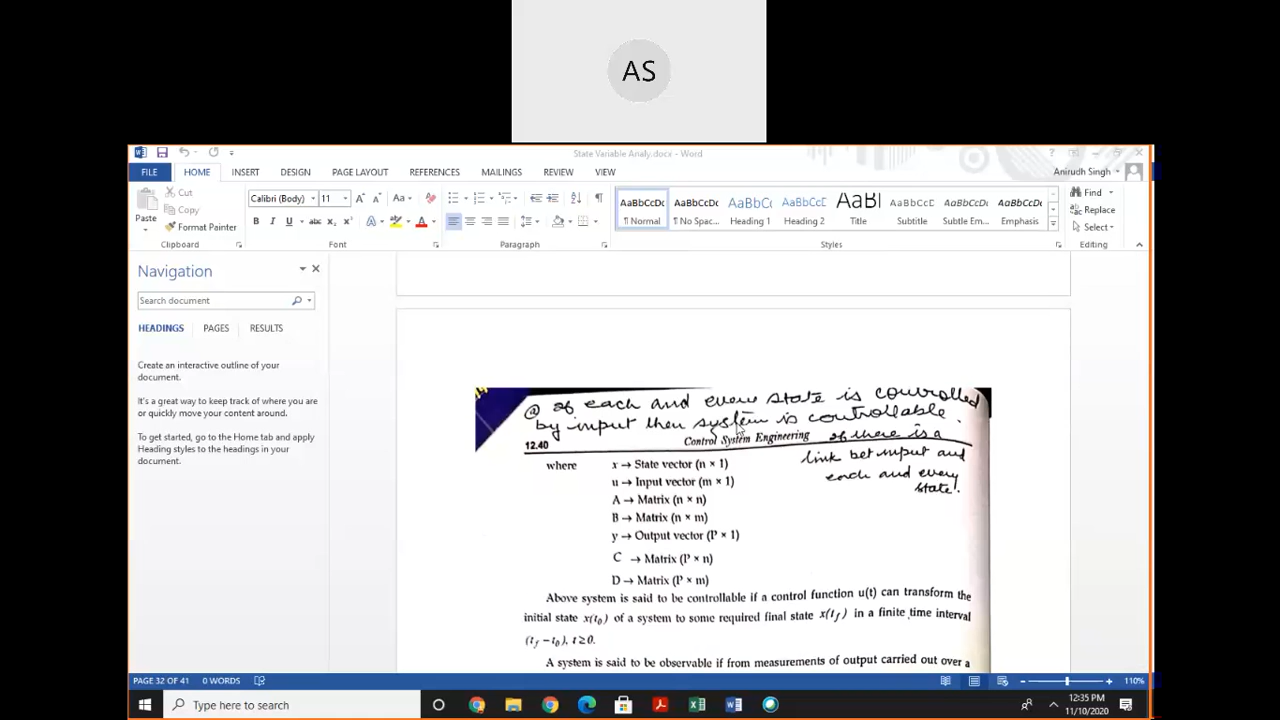 AS
State Variable Analy.docx - Word
FILE HOME INSERT DESIGN PAGE LAYOUT REFERENCES MAILINGS REVIEW VIEW Anirudh Singh
Paste Cut Copy Format Painter
Calibri (Body) 11
AaBbCcDc AaBbCcDc AaBbCc AaBbCcE AaBl AaBbCcD AaBbCcDc AaBbCcDc
¶ Normal ¶ No Spac... Heading 1 Heading 2 Title Subtitle Subtle Em... Emphasis
Find Replace Select
Clipboard Font Paragraph Styles Editing
Navigation
Search document
HEADINGS PAGES RESULTS
Create an interactive outline of your
document.
It's a great way to keep track of where you are
or quickly move your content around.
To get started, go to the Home tab and apply
Heading styles to the headings in your
document.
@ If each and every state is controlled
by input then system is controllable.
12.40 Control System Engineering
If there is a
link bet input and
each and every
state!
where x → State vector (n × 1)
u → Input vector (m × 1)
A → Matrix (n × n)
B → Matrix (n × m)
y → Output vector (P × 1)
C → Matrix (P × n)
D → Matrix (P × m)
Above system is said to be controllable if a control function u(t) can transform the
initial state x(t₀) of a system to some required final state x(t_f) in a finite time interval
(t_f – t₀), t ≥ 0.
A system is said to be observable if from measurements of output carried out over a
PAGE 32 OF 41 0 WORDS 110%
Type here to search 12:35 PM
11/10/2020